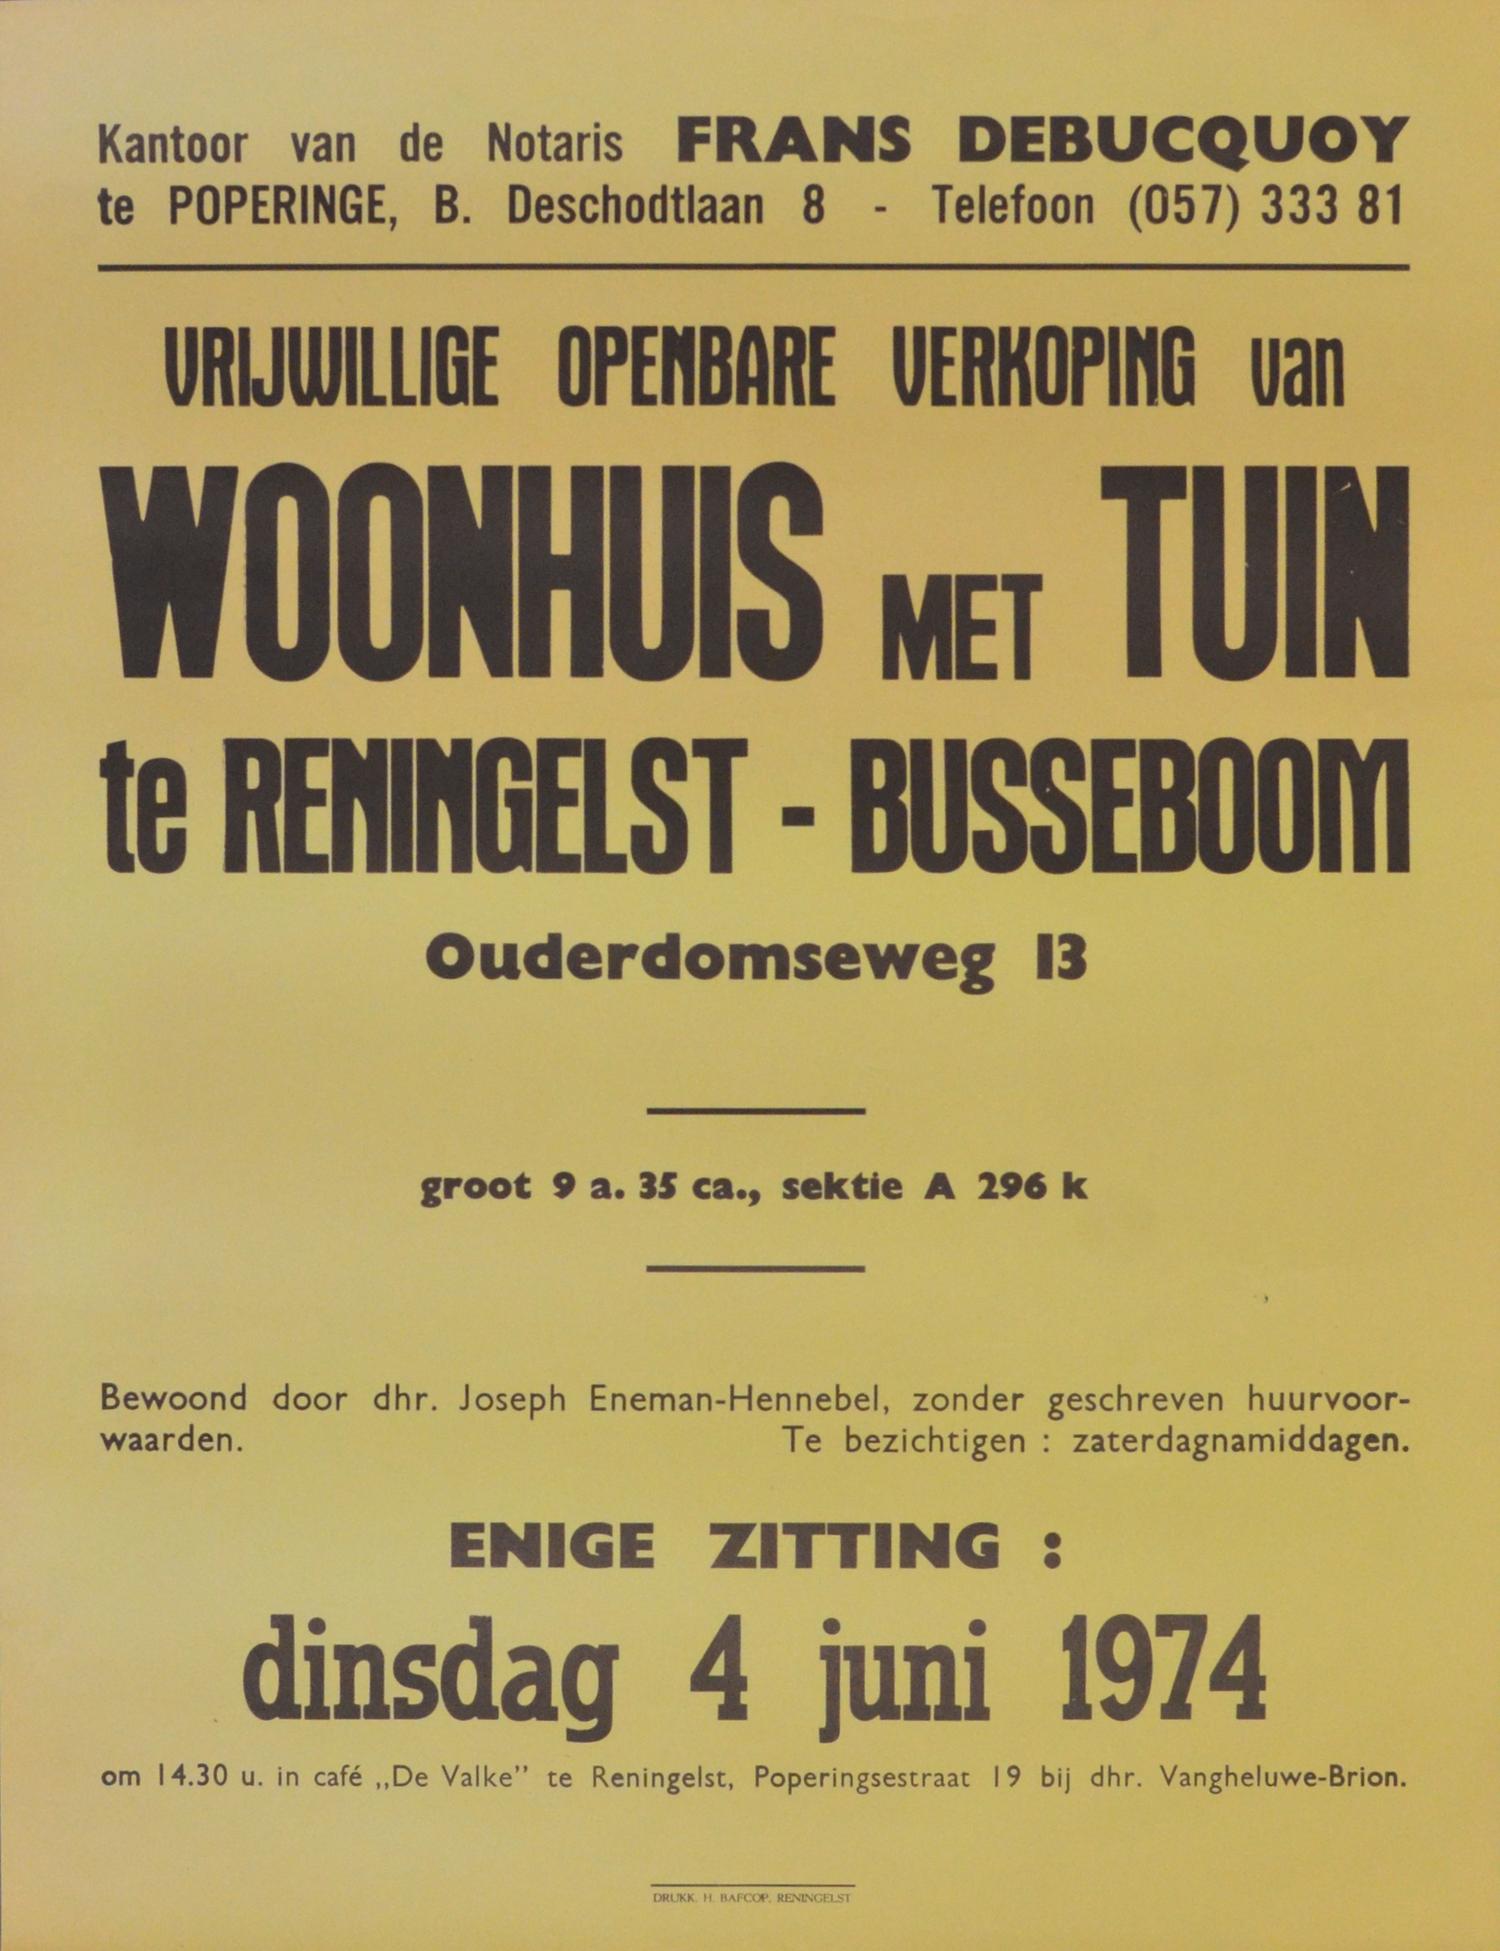 Kantoor van de Notaris FRANS DEBUCQUOY
te POPERINGE, B. Deschodtlaan 8 - Telefoon (057) 333 81
VRIJWILLIGE OPENBARE VERKOPING van
WOONHUIS MET TUIN
te RENINGELST - BUSSEBOOM
Ouderdomseweg 13
groot 9 a. 35 ca., sektie A 296 k
Bewoond door dhr. Joseph Eneman-Hennebel, zonder geschreven huurvoor-
waarden. Te bezichtigen : zaterdagnamiddagen.
ENIGE ZITTING :
dinsdag 4 juni 1974
om 14.30 u. in café „De Valke” te Reningelst, Poperingsestraat 19 bij dhr. Vangheluwe-Brion.
DRUKK. H. BAFCOP, RENINGELST